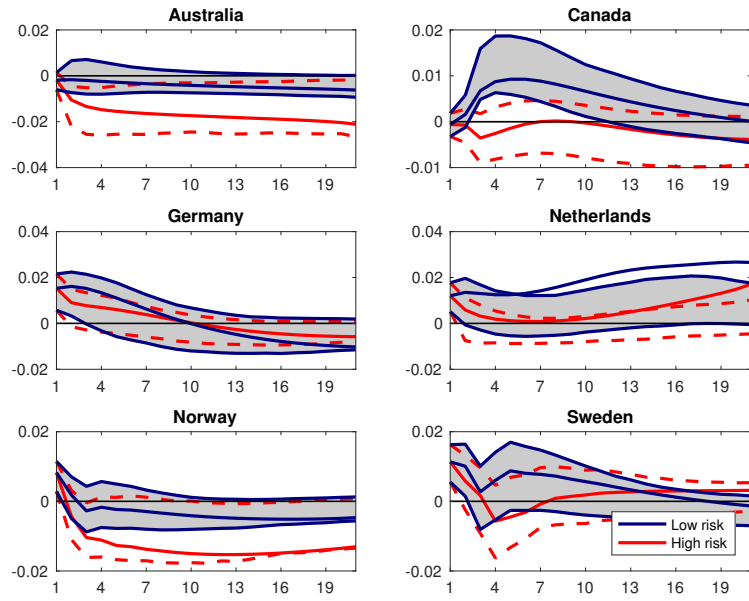 Australia
0.02
0
-0.02
-0.04
1 4 7 10 13 16 19
Canada
0.02
0.01
0
-0.01
1 4 7 10 13 16 19
Germany
0.04
0.02
0
-0.02
1 4 7 10 13 16 19
Netherlands
0.04
0.02
0
-0.02
1 4 7 10 13 16 19
Norway
0.02
0
-0.02
1 4 7 10 13 16 19
Sweden
0.02
0
-0.02
1 4 7 10 13 16 19
Low risk
High risk